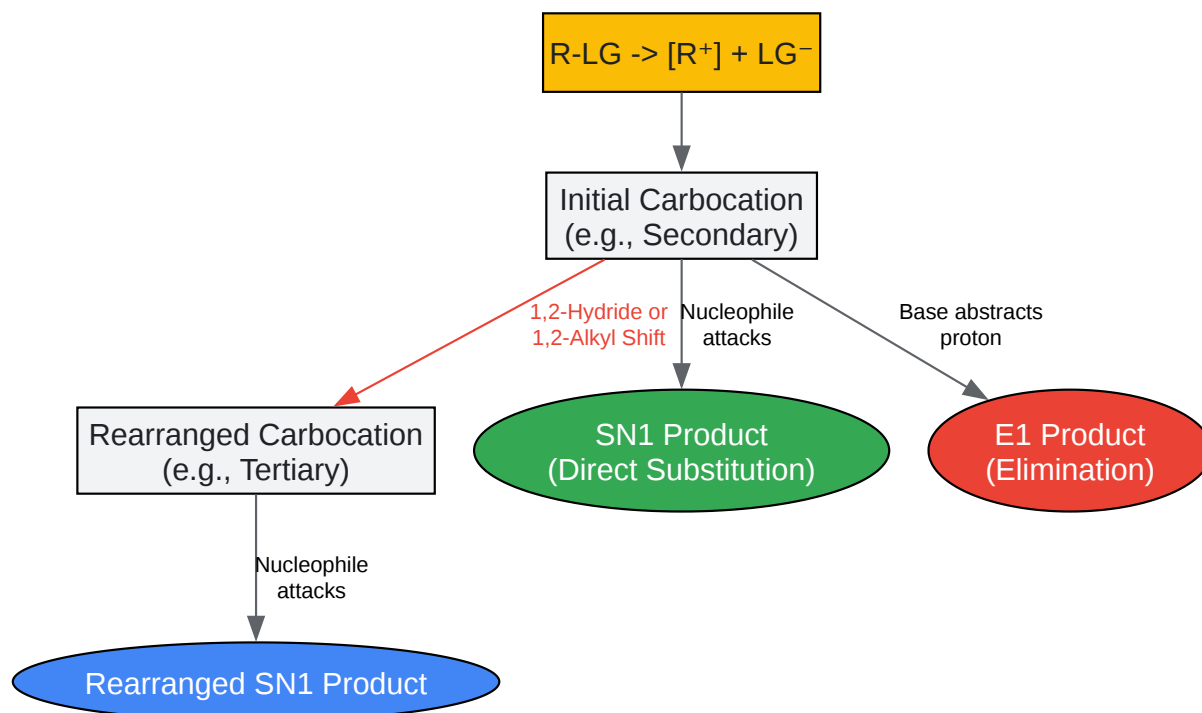 R-LG -> [R⁺] + LG⁻
Initial Carbocation
(e.g., Secondary)
1,2-Hydride or
1,2-Alkyl Shift
Nucleophile
attacks
Base abstracts
proton
Rearranged Carbocation
(e.g., Tertiary)
SN1 Product
(Direct Substitution)
E1 Product
(Elimination)
Nucleophile
attacks
Rearranged SN1 Product